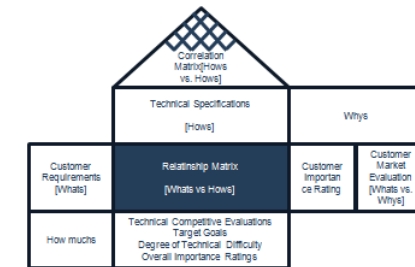 Correlation
Matrix[Hows
vs. Hows]
Technical Specifications
[Hows]
Whys
Customer
Requirements
[Whats]
Relatinship Matrix
[Whats vs Hows]
Customer
Importan
ce Rating
Customer
Market
Evaluation
[Whats vs.
Whys]
How muchs
Technical Competitive Evaluations
Target Goals
Degree of Technical Difficulty
Overall Importance Ratings